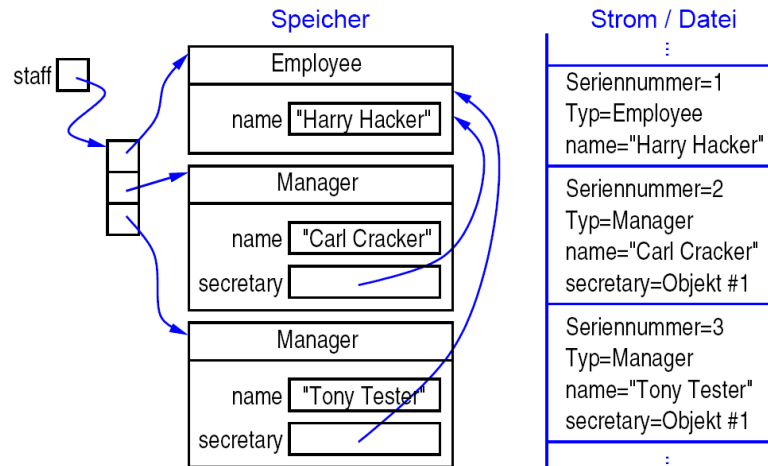 Speicher
staff
Employee
name "Harry Hacker"
Manager
name "Carl Cracker"
secretary
Manager
name "Tony Tester"
secretary
Strom / Datei
⋮
Seriennummer=1
Typ=Employee
name="Harry Hacker"
Seriennummer=2
Typ=Manager
name="Carl Cracker"
secretary=Objekt #1
Seriennummer=3
Typ=Manager
name="Tony Tester"
secretary=Objekt #1
⋮